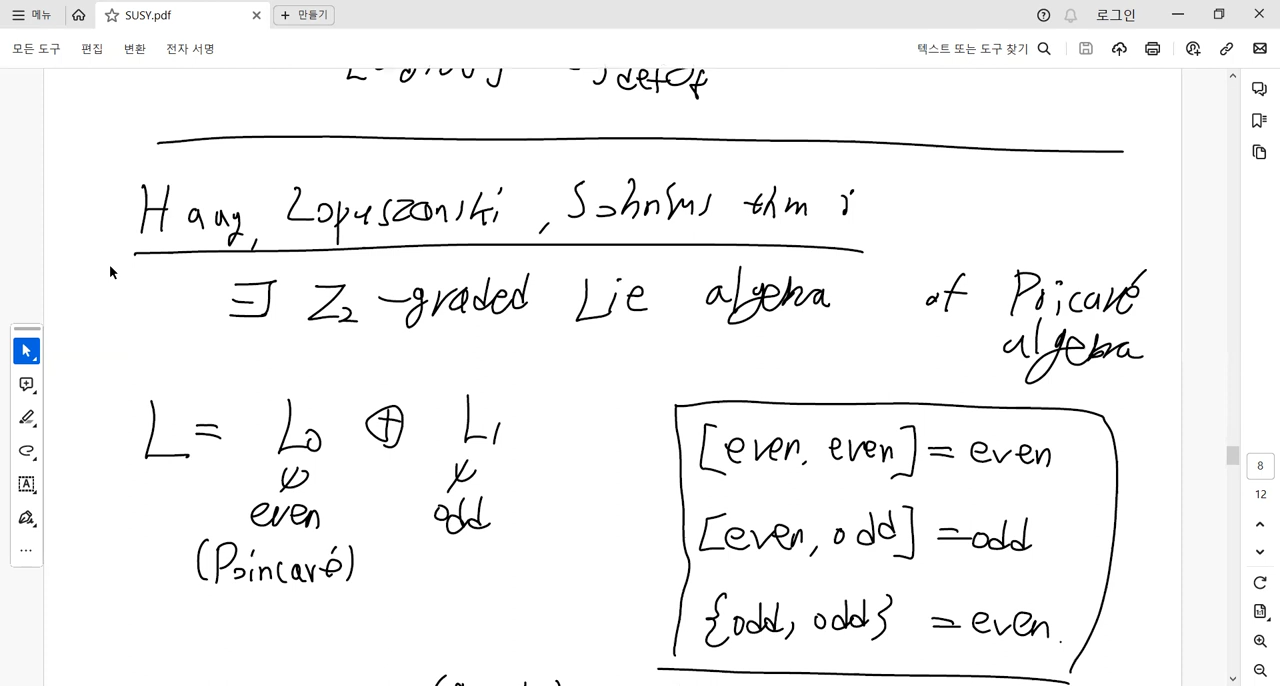 메뉴 SUSY.pdf 만들기 로그인
모든 도구 편집 변환 전자 서명 텍스트 또는 도구 찾기
Haag, Lopuszanski, Sohnius thm :
∃ Z₂-graded Lie algebra of Poicaré
algebra
L = L₀ ⊕ L₁
even odd
(Poincaré)
[even, even] = even
[even, odd] = odd
{odd, odd} = even.
8
12